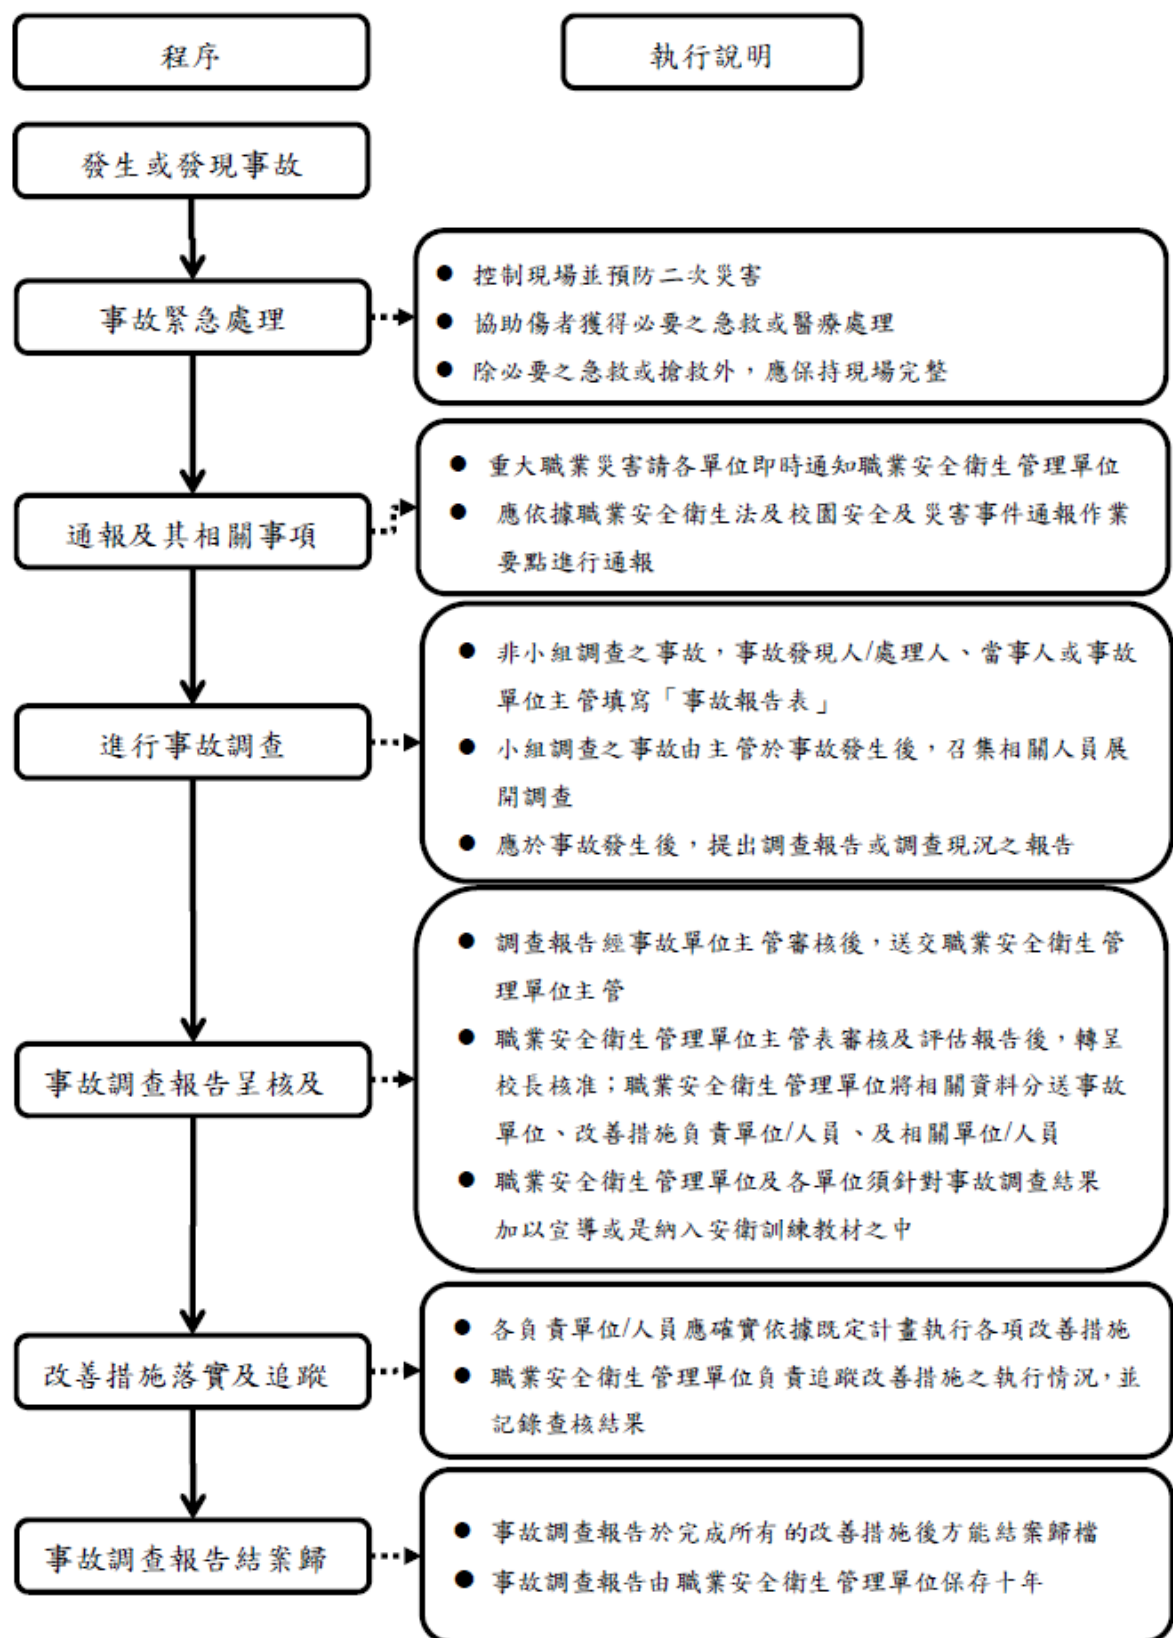 程序
執行說明
發生或發現事故
事故緊急處理
● 控制現場並預防二次災害
● 協助傷者獲得必要之急救或醫療處理
● 除必要之急救或搶救外，應保持現場完整
通報及其相關事項
● 重大職業災害請各單位即時通知職業安全衛生管理單位
● 應依據職業安全衛生法及校園安全及災害事件通報作業
要點進行通報
進行事故調查
● 非小組調查之事故，事故發現人/處理人、當事人或事故
單位主管填寫「事故報告表」
● 小組調查之事故由主管於事故發生後，召集相關人員展
開調查
● 應於事故發生後，提出調查報告或調查現況之報告
事故調查報告呈核及
● 調查報告經事故單位主管審核後，送交職業安全衛生管
理單位主管
● 職業安全衛生管理單位主管表審核及評估報告後，轉呈
校長核准；職業安全衛生管理單位將相關資料分送事故
單位、改善措施負責單位/人員、及相關單位/人員
● 職業安全衛生管理單位及各單位須針對事故調查結果
加以宣導或是納入安衛訓練教材之中
改善措施落實及追蹤
● 各負責單位/人員應確實依據既定計畫執行各項改善措施
● 職業安全衛生管理單位負責追蹤改善措施之執行情況，並
記錄查核結果
事故調查報告結案歸
● 事故調查報告於完成所有的改善措施後方能結案歸檔
● 事故調查報告由職業安全衛生管理單位保存十年